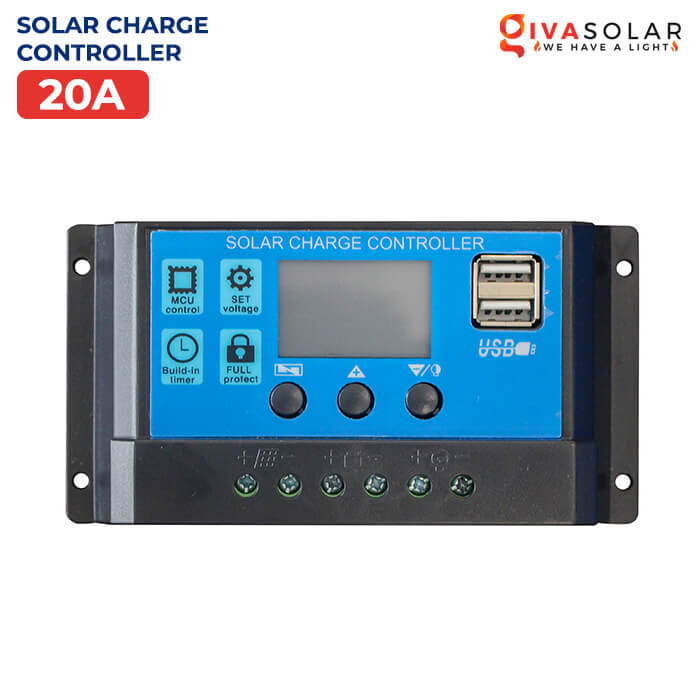 SOLAR CHARGE
CONTROLLER
20A
GIVASOLAR
WE HAVE A LIGHT
SOLAR CHARGE CONTROLLER
MCU
control
SET
voltage
Build-in
timer
FULL
protect
USB
+ - + - + -